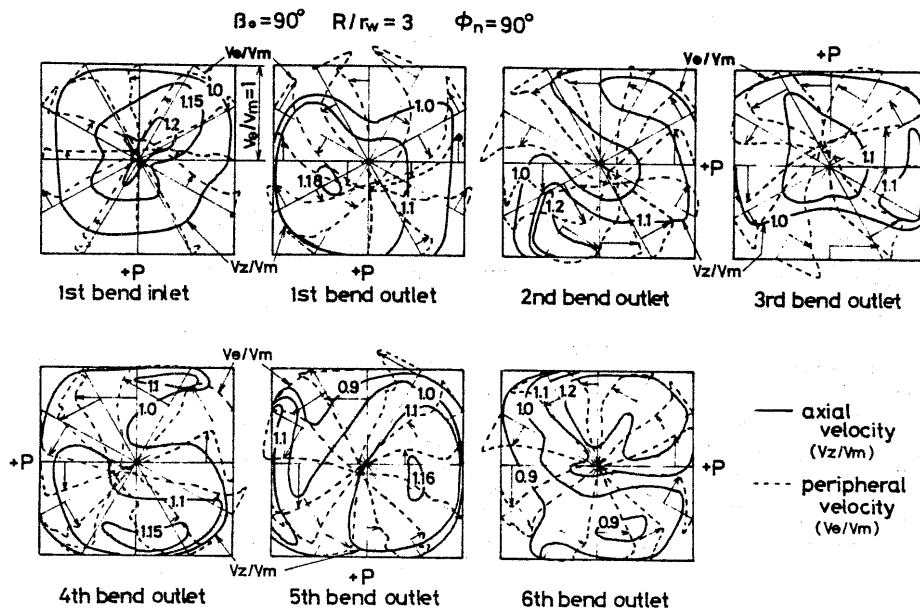 β₀=90° R/r_w=3 ϕ_n=90°
Vθ/Vm
1.0
1.15
1.2
Vθ/Vm=1
1.0
1.18
1.1
Vz/Vm
+P
1st bend inlet
1st bend outlet
1.0
1.0
1.2
1.1
+P
2nd bend outlet
Vθ/Vm
+P
1.1
1.1
1.0
Vz/Vm
3rd bend outlet
Vθ/Vm
1.1
1.0
+P
1.1
1.15
4th bend outlet
0.9
1.0
1.1
1.1
1.16
Vz/Vm
+P
5th bend outlet
1.1
1.2
1.0
0.9
0.9
+P
6th bend outlet
axial
velocity
(Vz/Vm)
peripheral
velocity
(Vθ/Vm)